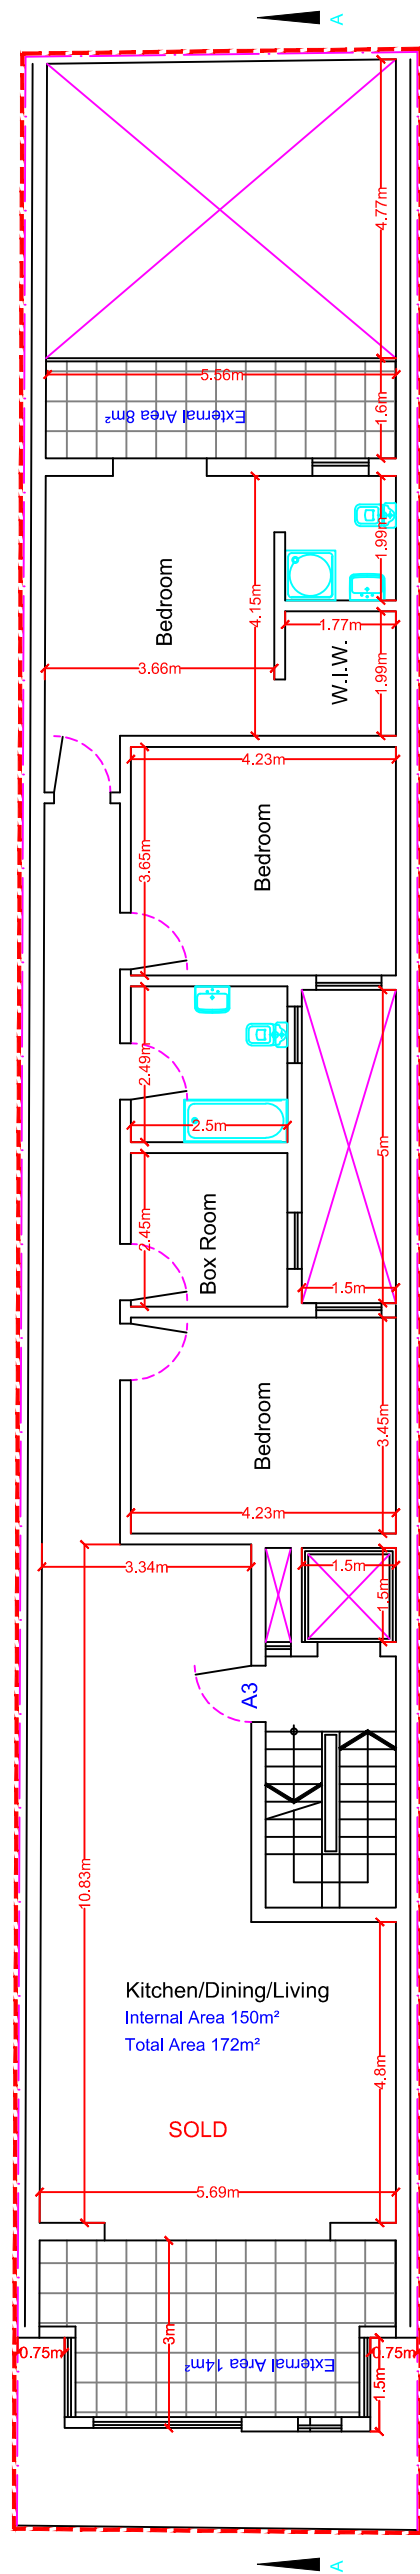 A
4.77m
5.56m
1.6m
External Area 8m²
1.99m
4.15m
Bedroom
1.77m
3.66m
W.I.W.
1.99m
4.23m
3.65m
Bedroom
2.49m
2.5m
5m
2.45m
Box Room
1.5m
Bedroom
3.45m
4.23m
3.34m
1.5m
1.5m
A3
10.83m
Kitchen/Dining/Living
Internal Area 150m²
Total Area 172m²
4.8m
SOLD
5.69m
3m
External Area 14m²
0.75m
0.75m
1.5m
A